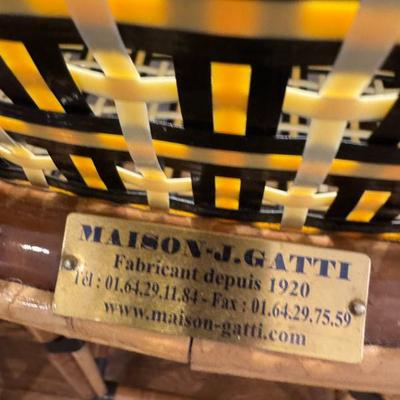 MAISON-J.GATTI
Fabricant depuis 1920
Tél : 01.64.29.11.84 - Fax : 01.64.29.75.59
www.maison-gatti.com